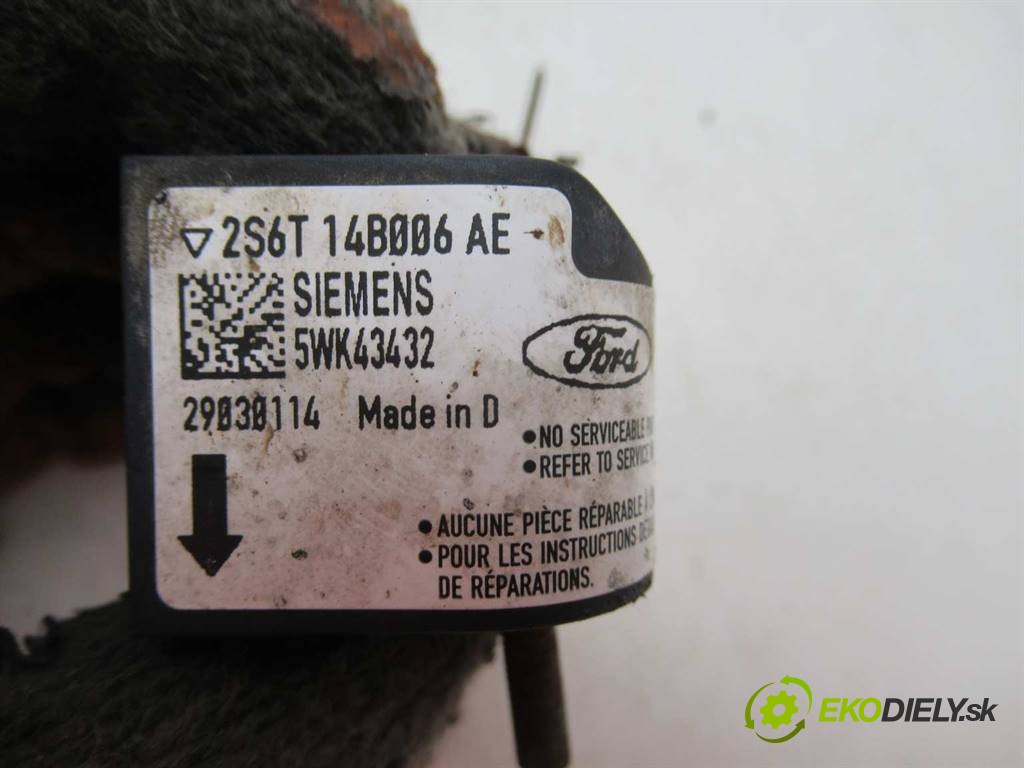 2S6T 14B006 AE
SIEMENS
5WK43432
Ford
29030114 Made in D
• NO SERVICEABLE
• REFER TO SERVICE
• AUCUNE PIÈCE RÉPARABLE À
• POUR LES INSTRUCTIONS
DE RÉPARATIONS.
EKODIELY.sk